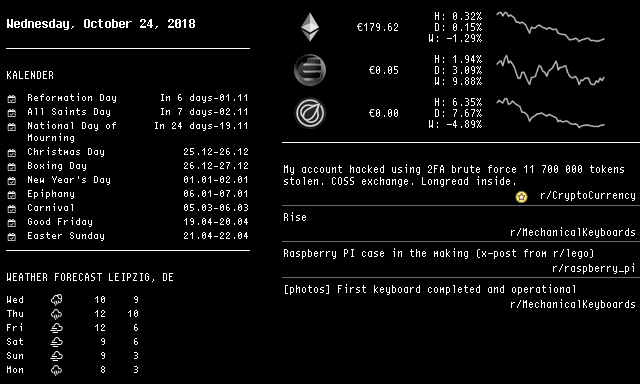 Wednesday, October 24, 2018
KALENDER
Reformation Day In 6 days-01.11
All Saints Day In 7 days-02.11
National Day of In 24 days-19.11
Mourning
Christmas Day 25.12-26.12
Boxing Day 26.12-27.12
New Year's Day 01.01-02.01
Epiphany 06.01-07.01
Carnival 05.03-06.03
Good Friday 19.04-20.04
Easter Sunday 21.04-22.04
WEATHER FORECAST LEIPZIG, DE
Wed 10 9
Thu 12 10
Fri 12 6
Sat 9 6
Sun 9 3
Mon 8 3
H: 0.32%
€179.62 D: 0.15%
W: -1.29%
H: 1.94%
€0.05 D: 3.09%
W: 9.88%
H: 6.35%
€0.00 D: 7.67%
W: -4.89%
My account hacked using 2FA brute force 11 700 000 tokens
stolen. COSS exchange. Longread inside.
r/CryptoCurrency
Rise
r/MechanicalKeyboards
Raspberry PI case in the making (x-post from r/lego)
r/raspberry_pi
[photos] First keyboard completed and operational
r/MechanicalKeyboards